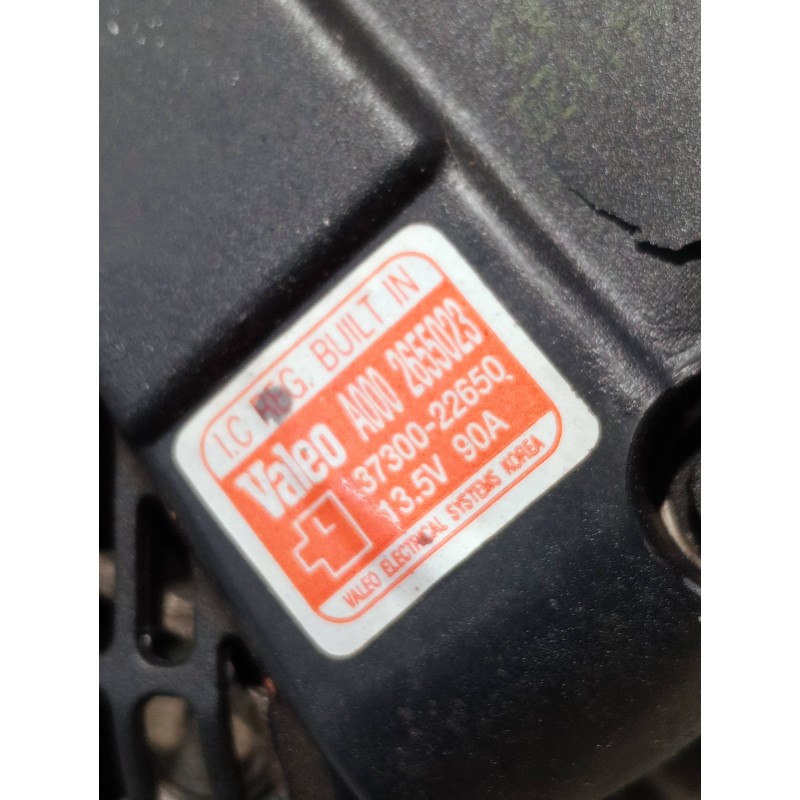 I.C REG. BUILT IN
Valeo A000 2655023
37300-22650
13.5V 90A
L
VALEO ELECTRICAL SYSTEMS KOREA